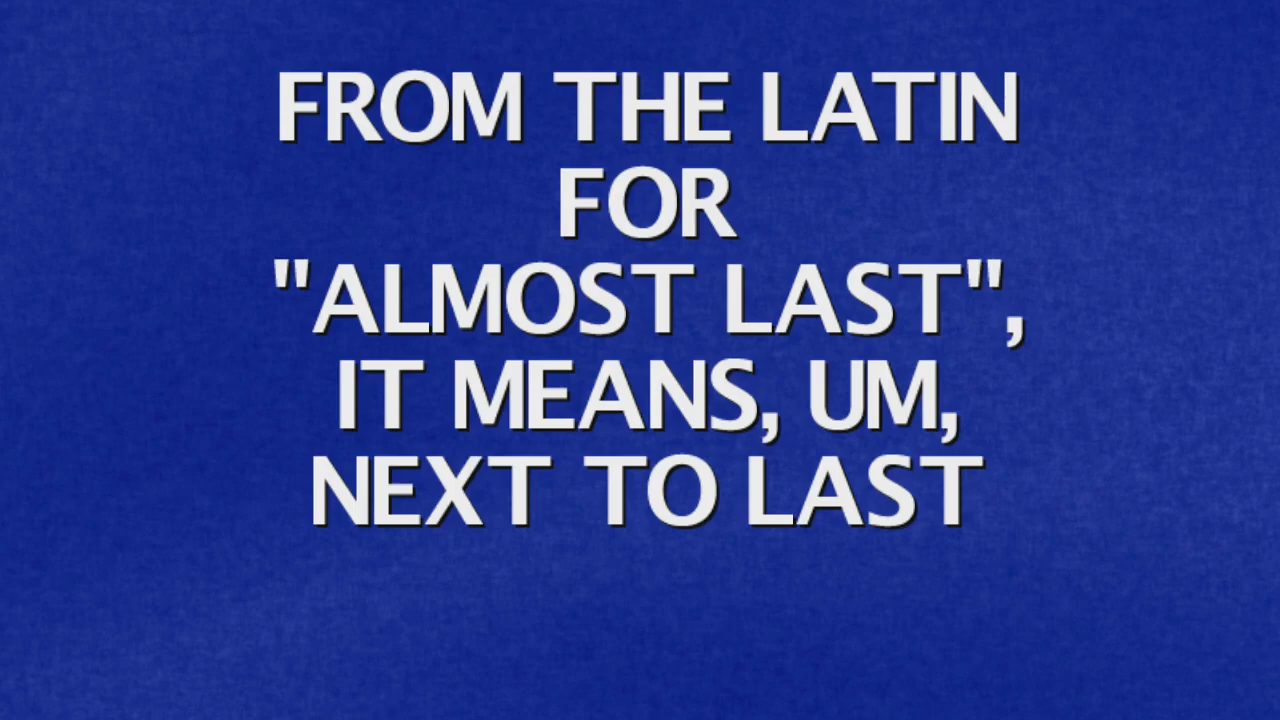 FROM THE LATIN
FOR
"ALMOST LAST",
IT MEANS, UM,
NEXT TO LAST